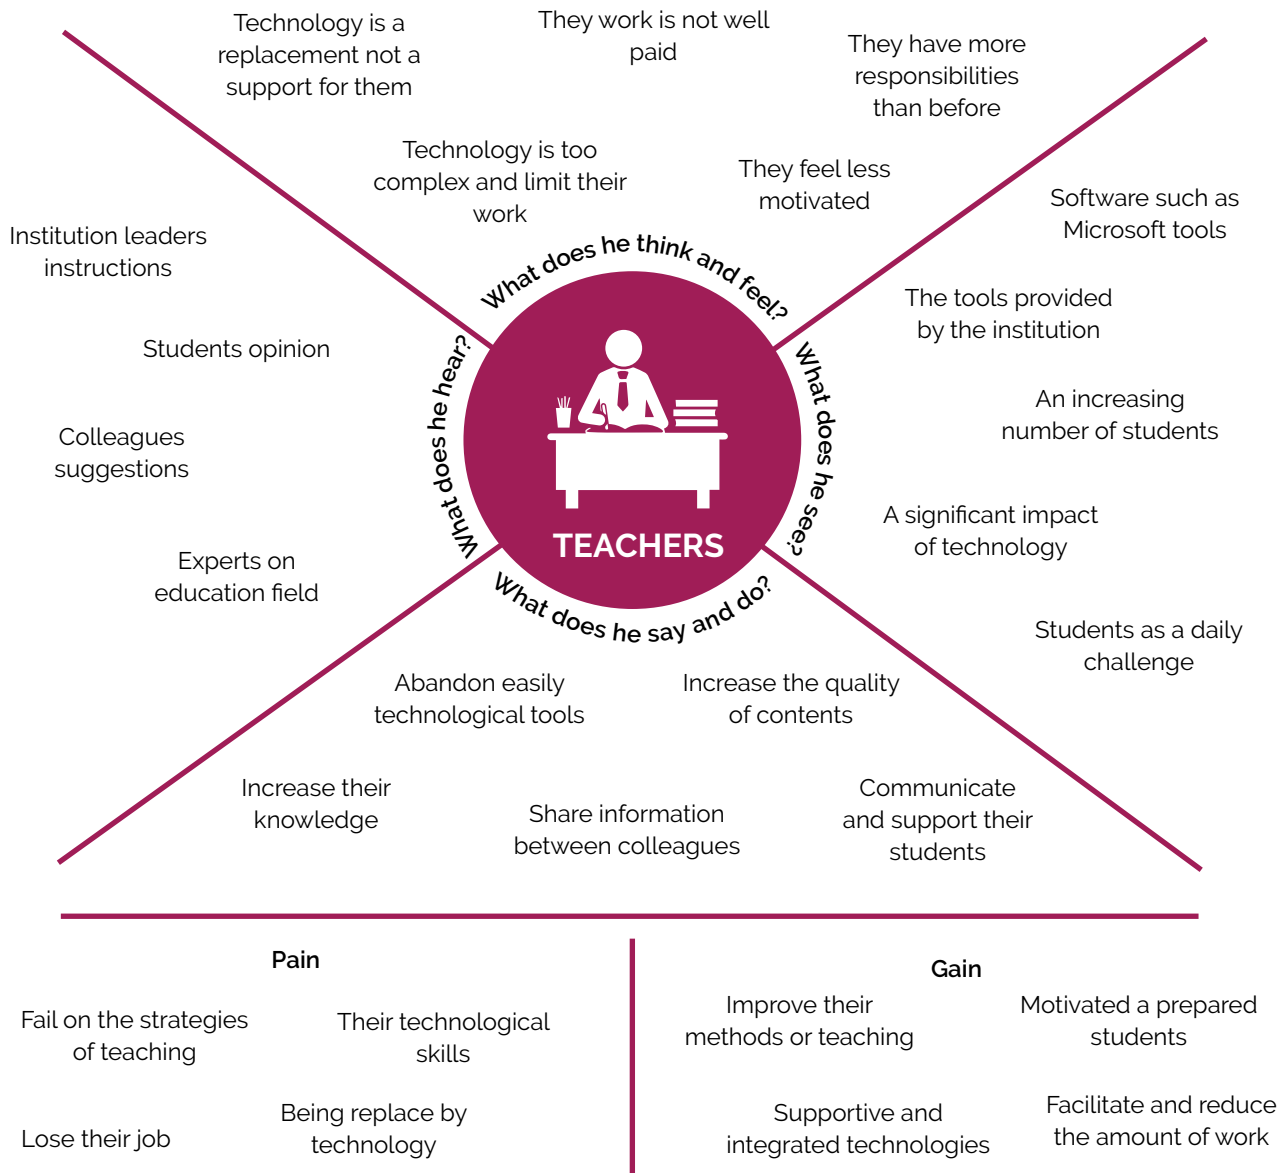 Technology is a
replacement not a
support for them
They work is not well
paid
They have more
responsibilities
than before
Technology is too
complex and limit their
work
They feel less
motivated
What does he think and feel?
Institution leaders
instructions
Students opinion
Colleagues
suggestions
Experts on
education field
What does he hear?
TEACHERS
What does he see?
Software such as
Microsoft tools
The tools provided
by the institution
An increasing
number of students
A significant impact
of technology
Students as a daily
challenge
What does he say and do?
Abandon easily
technological tools
Increase the quality
of contents
Increase their
knowledge
Share information
between colleagues
Communicate
and support their
students
Pain
Fail on the strategies
of teaching
Their technological
skills
Lose their job
Being replace by
technology
Gain
Improve their
methods or teaching
Motivated a prepared
students
Supportive and
integrated technologies
Facilitate and reduce
the amount of work